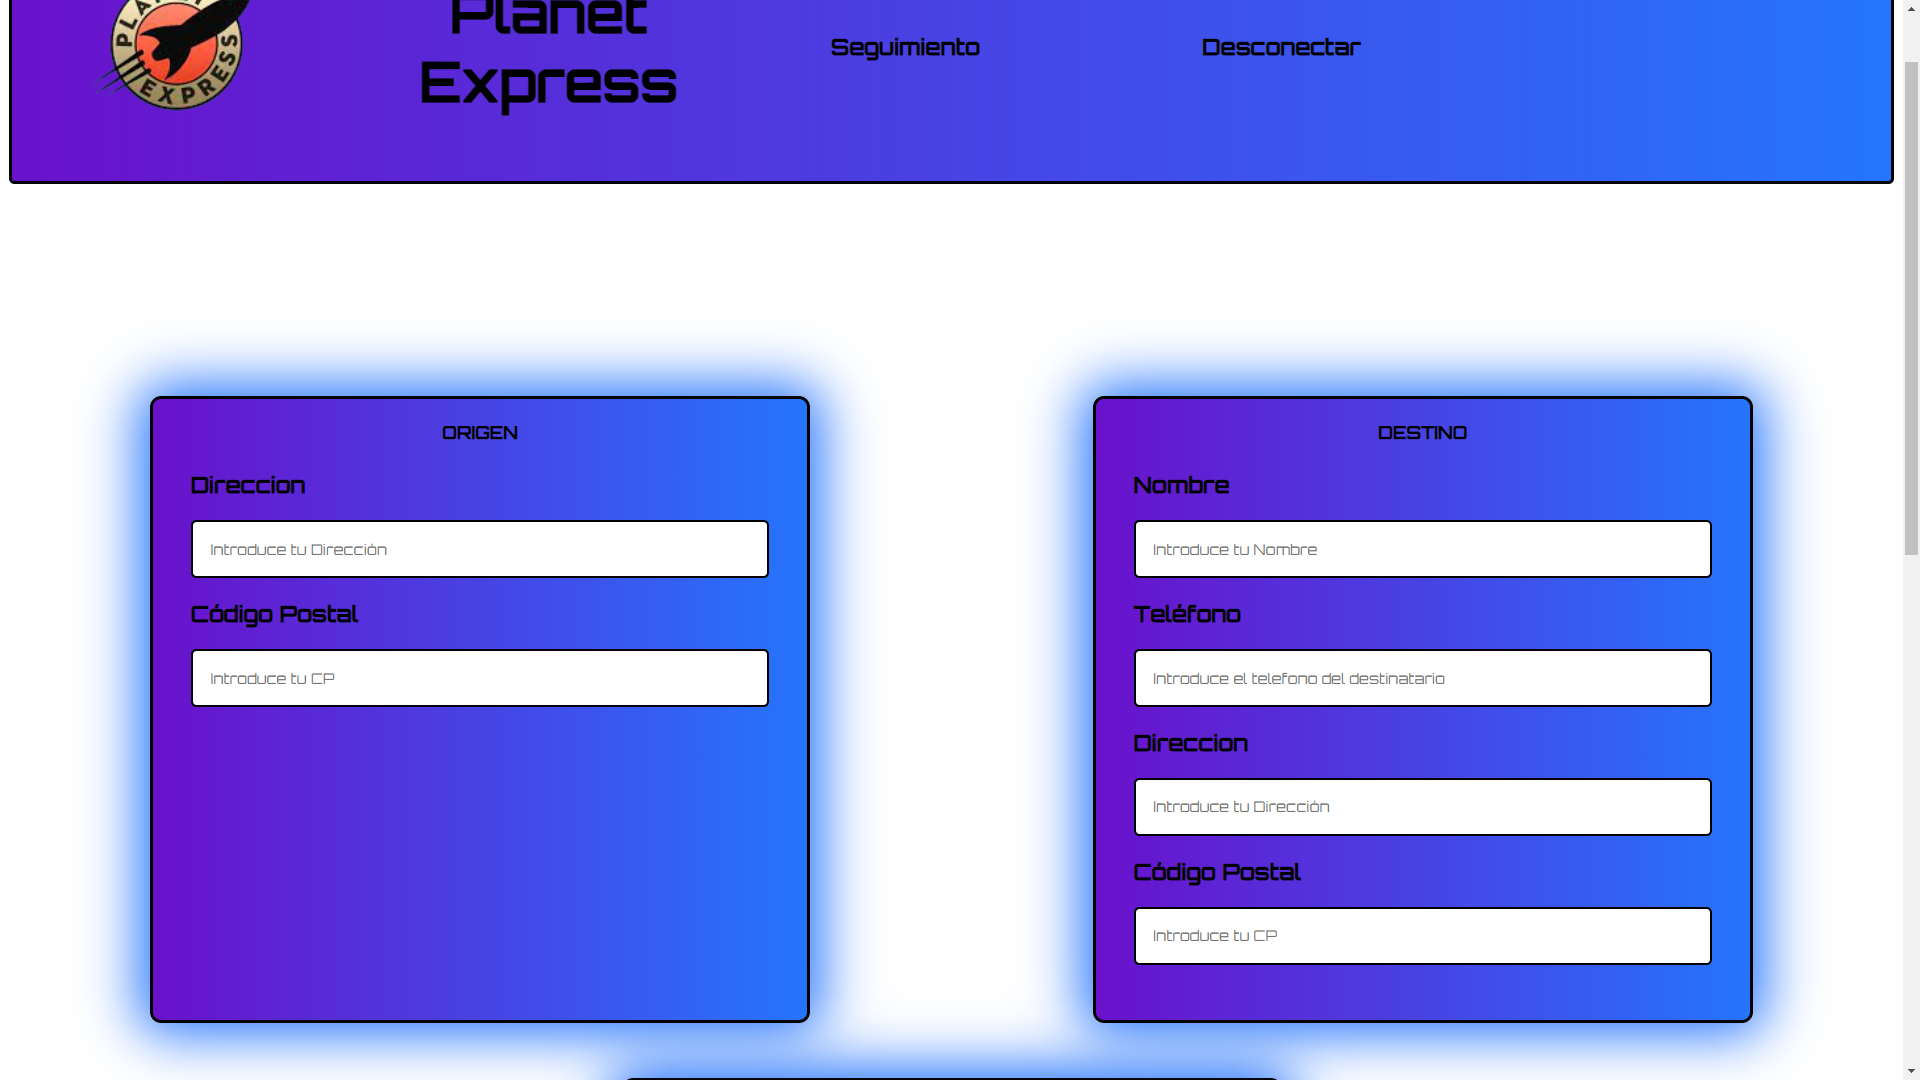 Planet
Express
EXPRESS
Seguimiento
Desconectar
ORIGEN
Direccion
Introduce tu Dirección
Código Postal
Introduce tu CP
DESTINO
Nombre
Introduce tu Nombre
Teléfono
Introduce el telefono del destinatario
Direccion
Introduce tu Dirección
Código Postal
Introduce tu CP